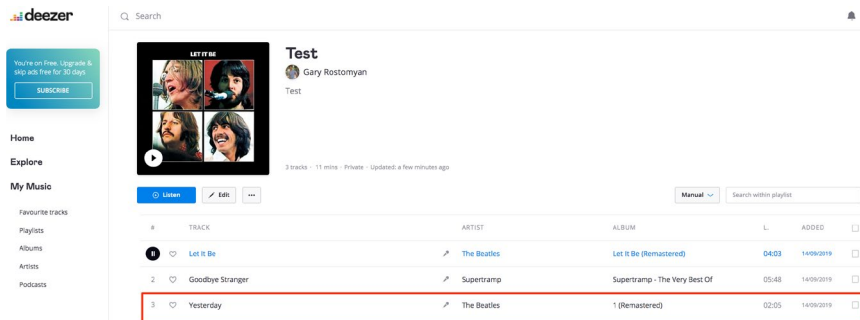 deezer
Search
You're on Free. Upgrade &
skip ads free for 30 days
SUBSCRIBE
Home
Explore
My Music
Favourite tracks
Playlists
Albums
Artists
Podcasts
LET IT BE
Test
Gary Rostomyan
Test
3 tracks · 11 mins · Private · Updated: a few minutes ago
Listen Edit ···
Manual Search within playlist
# TRACK ARTIST ALBUM L. ADDED
Let It Be The Beatles Let It Be (Remastered) 04:03 14/09/2019
2 Goodbye Stranger Supertramp Supertramp - The Very Best Of 05:48 14/09/2019
3 Yesterday The Beatles 1 (Remastered) 02:05 14/09/2019